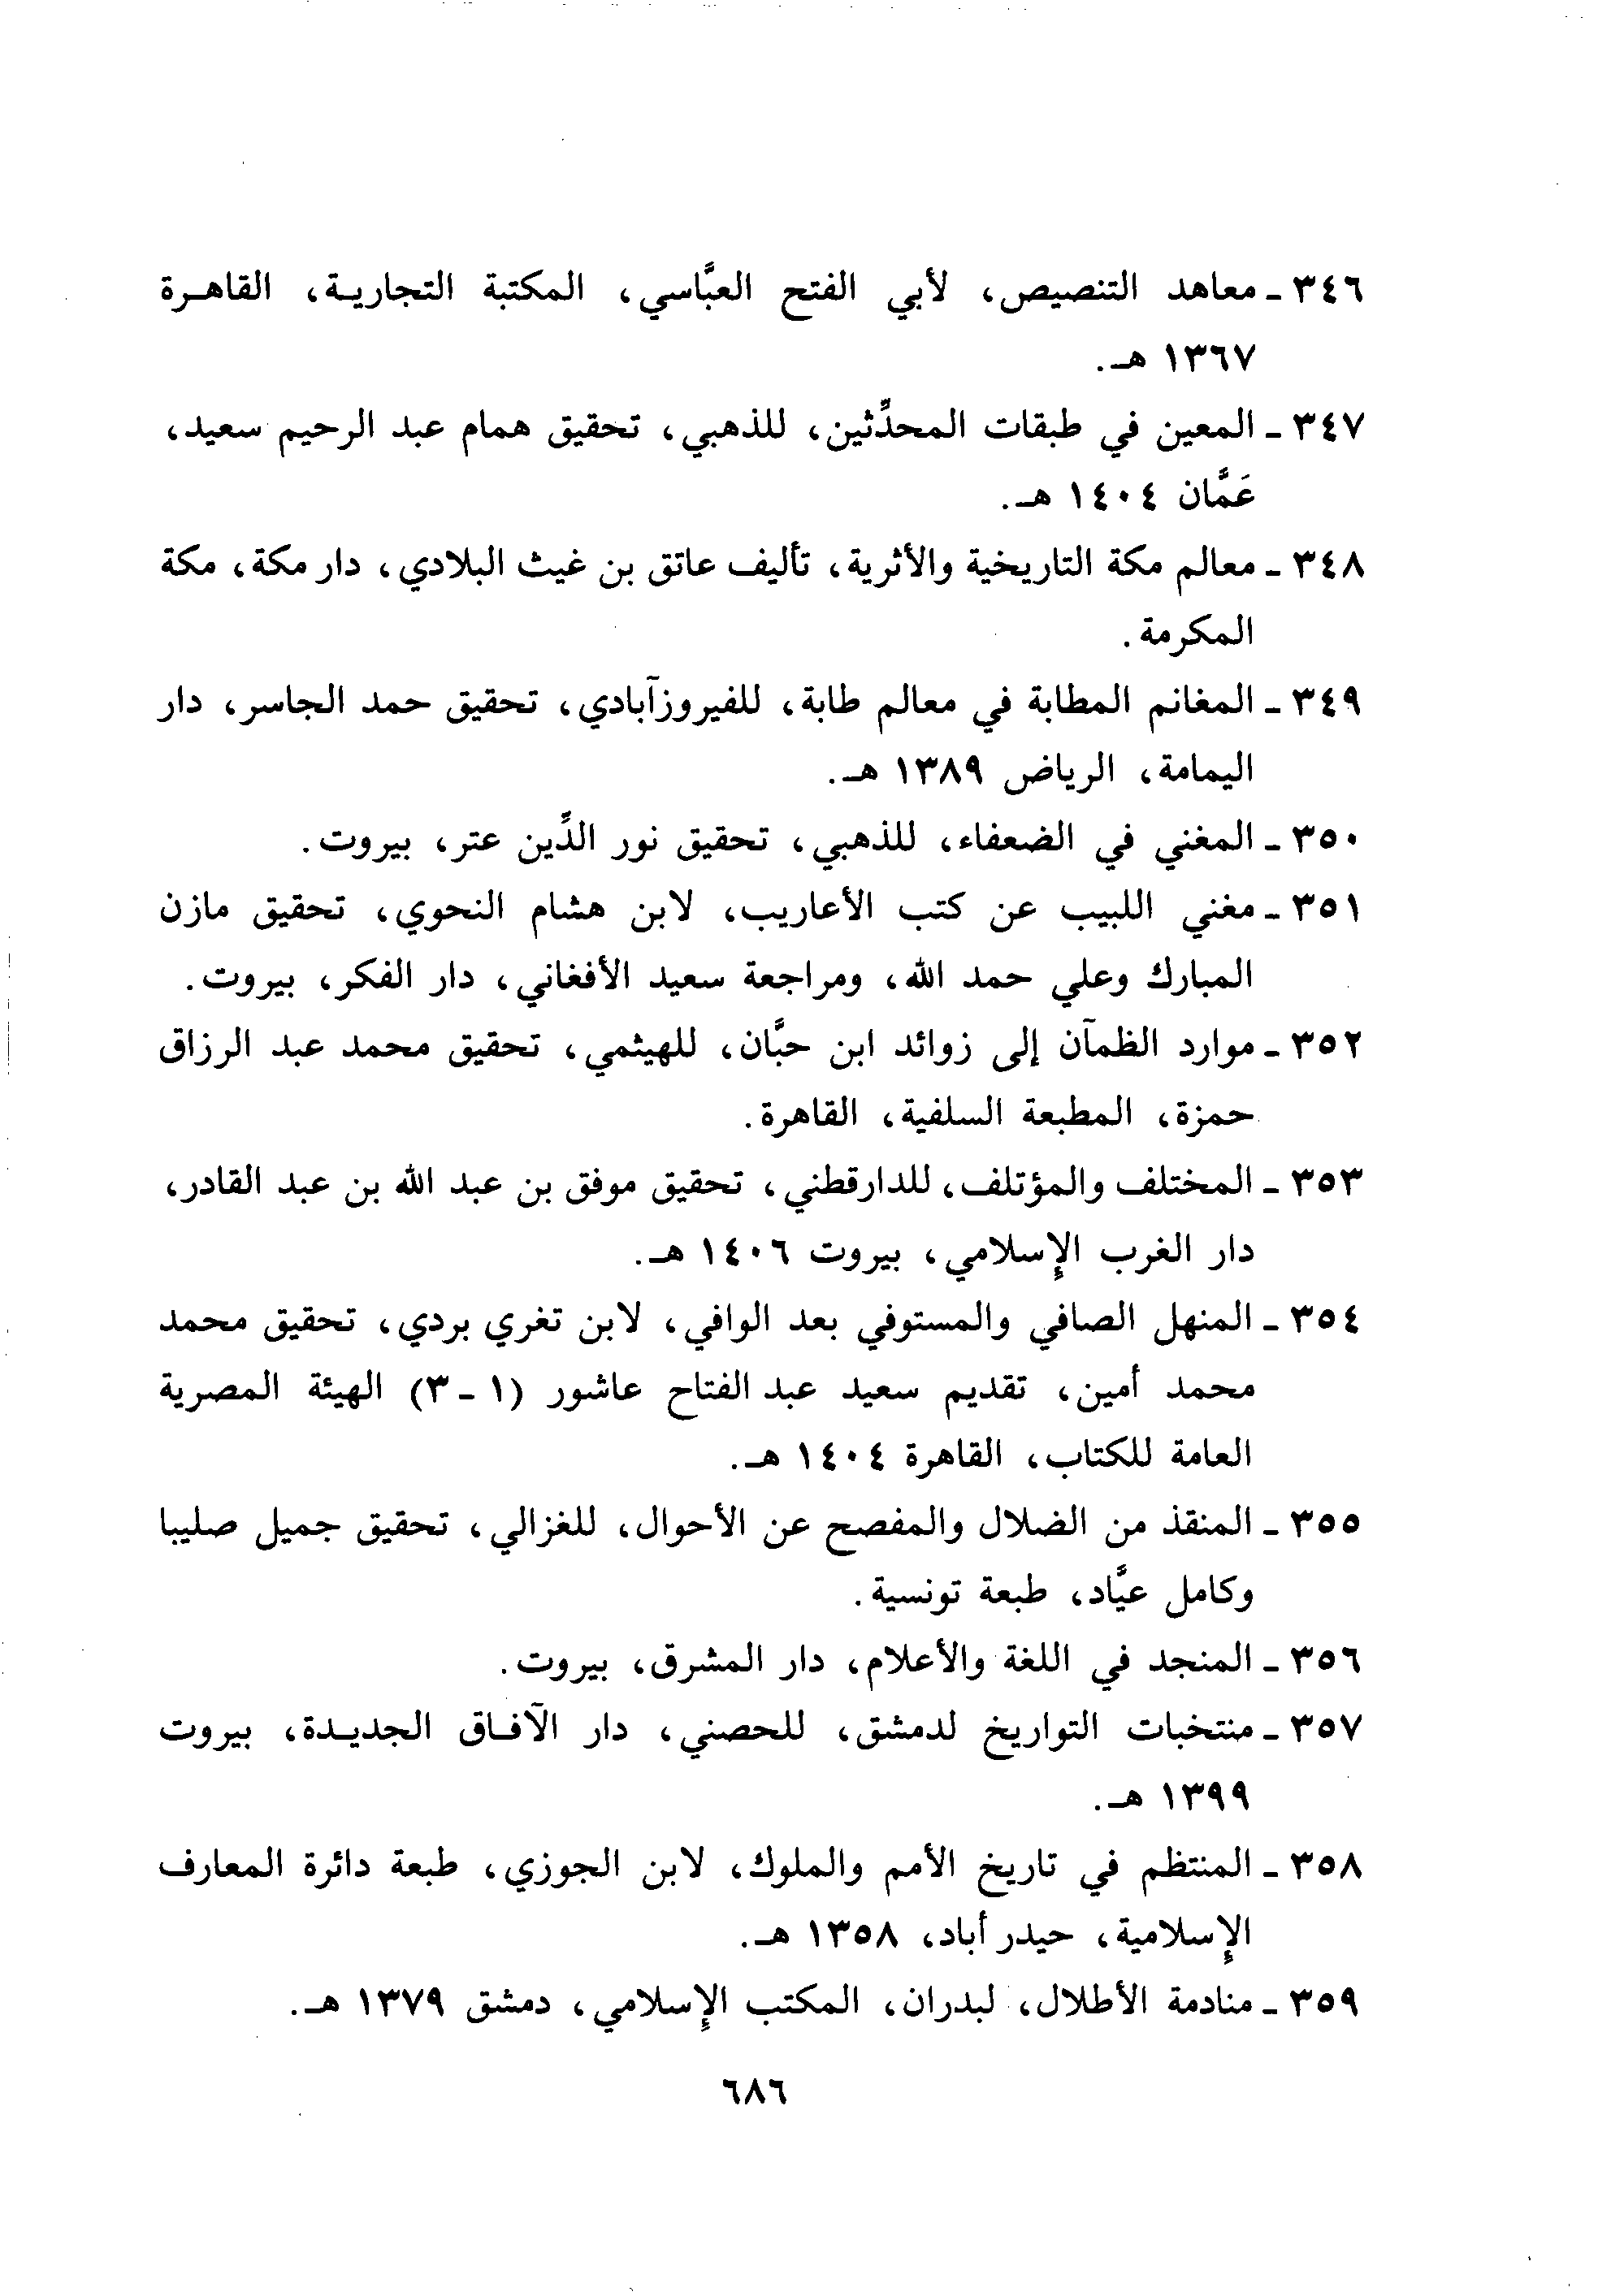 ٣٤٦ ـ معاهد التنصيص، لأبي الفتح العبَّاسي، المكتبة التجارية، القاهرة
١٣٦٧ هـ.
٣٤٧ ـ المعين في طبقات المحدِّثين، للذهبي، تحقيق همام عبد الرحيم سعيد،
عَمَّان ١٤٠٤ هـ.
٣٤٨ ـ معالم مكة التاريخية والأثرية، تأليف عاتق بن غيث البلادي، دار مكة، مكة
المكرمة.
٣٤٩ ـ المغانم المطابة في معالم طابة، للفيروزآبادي، تحقيق حمد الجاسر، دار
اليمامة، الرياض ١٣٨٩ هـ.
٣٥٠ ـ المغني في الضعفاء، للذهبي، تحقيق نور الدِّين عتر، بيروت.
٣٥١ ـ مغني اللبيب عن كتب الأعاريب، لابن هشام النحوي، تحقيق مازن
المبارك وعلي حمد الله، ومراجعة سعيد الأفغاني، دار الفكر، بيروت.
٣٥٢ ـ موارد الظمآن إلى زوائد ابن حبَّان، للهيثمي، تحقيق محمد عبد الرزاق
حمزة، المطبعة السلفية، القاهرة.
٣٥٣ ـ المختلف والمؤتلف، للدارقطني، تحقيق موفق بن عبد الله بن عبد القادر،
دار الغرب الإسلامي، بيروت ١٤٠٦ هـ.
٣٥٤ ـ المنهل الصافي والمستوفي بعد الوافي، لابن تغري بردي، تحقيق محمد
محمد أمين، تقديم سعيد عبد الفتاح عاشور (١ ـ ٣) الهيئة المصرية
العامة للكتاب، القاهرة ١٤٠٤ هـ.
٣٥٥ ـ المنقذ من الضلال والمفصح عن الأحوال، للغزالي، تحقيق جميل صليبا
وكامل عيَّاد، طبعة تونسية.
٣٥٦ ـ المنجد في اللغة والأعلام، دار المشرق، بيروت.
٣٥٧ ـ منتخبات التواريخ لدمشق، للحصني، دار الآفاق الجديدة، بيروت
١٣٩٩ هـ.
٣٥٨ ـ المنتظم في تاريخ الأمم والملوك، لابن الجوزي، طبعة دائرة المعارف
الإسلامية، حيدر أباد، ١٣٥٨ هـ.
٣٥٩ ـ منادمة الأطلال، لبدران، المكتب الإسلامي، دمشق ١٣٧٩ هـ.
٦٨٦